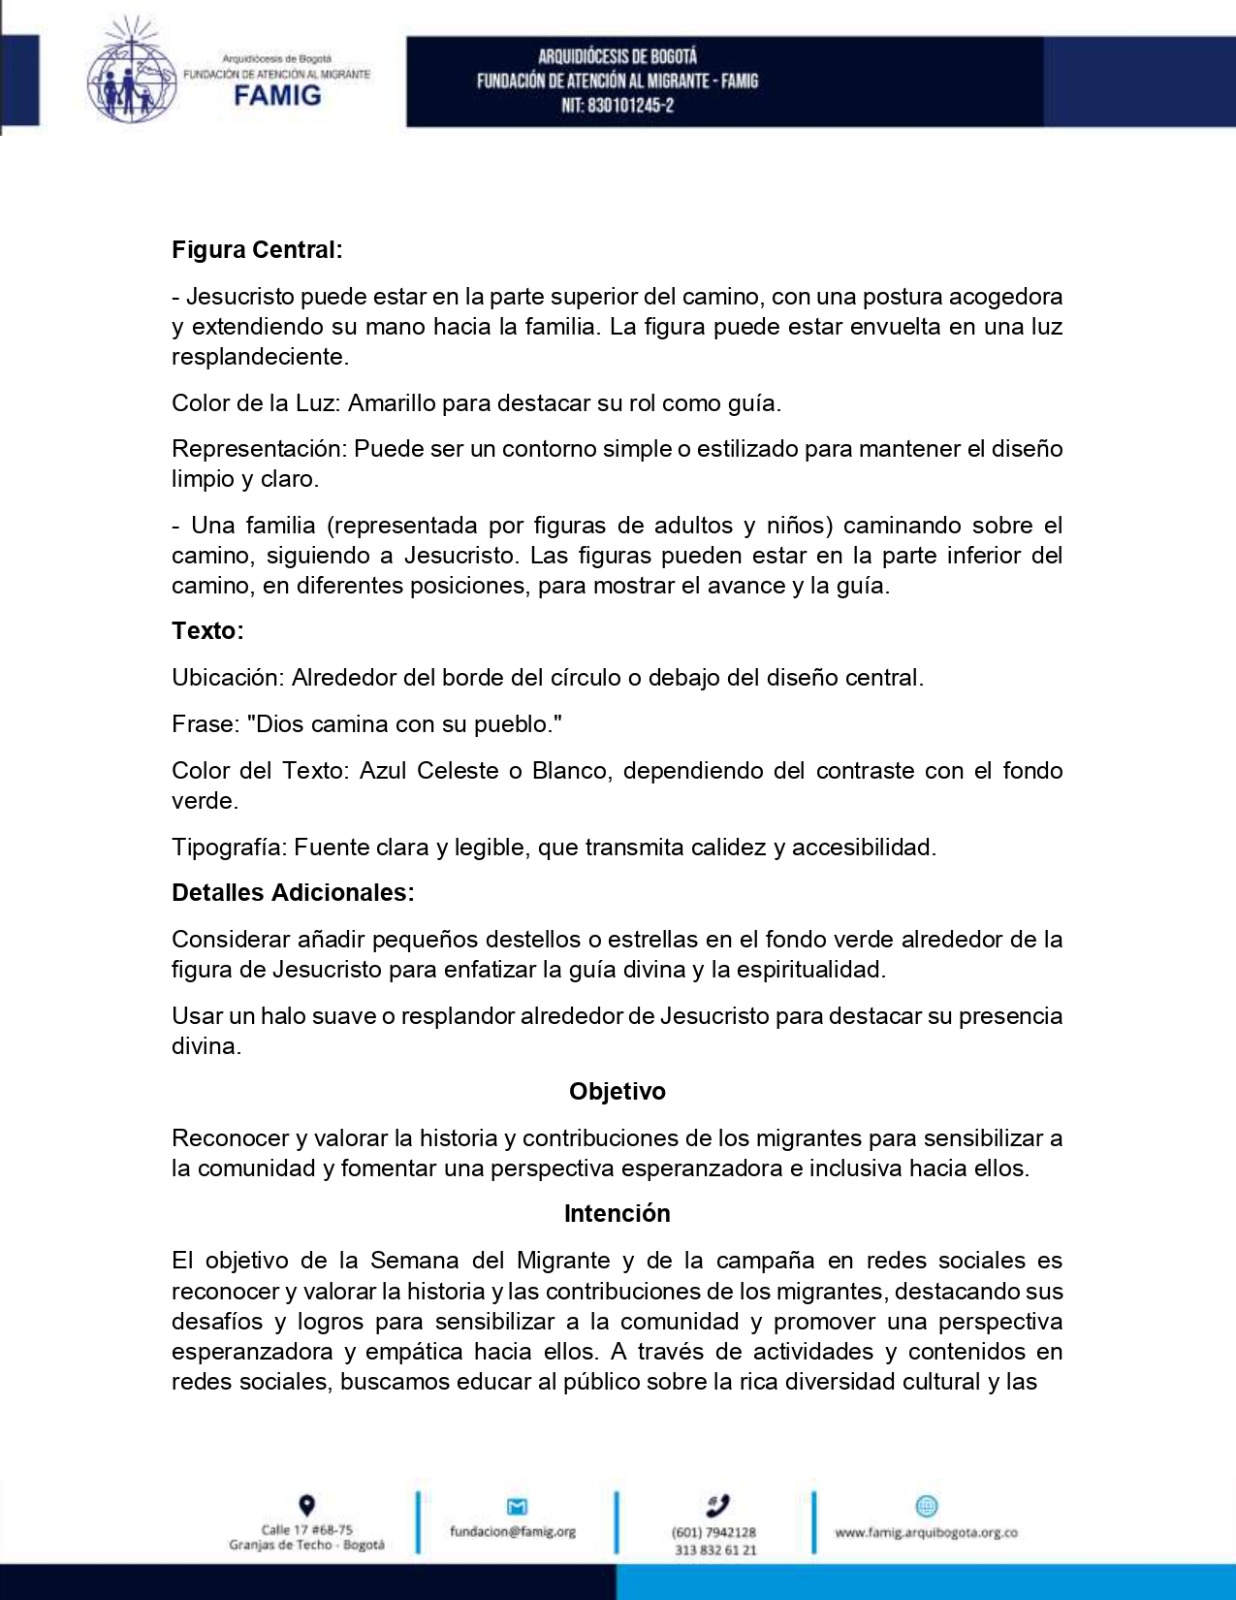 Arquidiócesis de Bogotá
FUNDACIÓN DE ATENCIÓN AL MIGRANTE
FAMIG
ARQUIDIÓCESIS DE BOGOTÁ
FUNDACIÓN DE ATENCIÓN AL MIGRANTE - FAMIG
NIT: 830101245-2
Figura Central:
- Jesucristo puede estar en la parte superior del camino, con una postura acogedora
y extendiendo su mano hacia la familia. La figura puede estar envuelta en una luz
resplandeciente.
Color de la Luz: Amarillo para destacar su rol como guía.
Representación: Puede ser un contorno simple o estilizado para mantener el diseño
limpio y claro.
- Una familia (representada por figuras de adultos y niños) caminando sobre el
camino, siguiendo a Jesucristo. Las figuras pueden estar en la parte inferior del
camino, en diferentes posiciones, para mostrar el avance y la guía.
Texto:
Ubicación: Alrededor del borde del círculo o debajo del diseño central.
Frase: "Dios camina con su pueblo."
Color del Texto: Azul Celeste o Blanco, dependiendo del contraste con el fondo
verde.
Tipografía: Fuente clara y legible, que transmita calidez y accesibilidad.
Detalles Adicionales:
Considerar añadir pequeños destellos o estrellas en el fondo verde alrededor de la
figura de Jesucristo para enfatizar la guía divina y la espiritualidad.
Usar un halo suave o resplandor alrededor de Jesucristo para destacar su presencia
divina.
Objetivo
Reconocer y valorar la historia y contribuciones de los migrantes para sensibilizar a
la comunidad y fomentar una perspectiva esperanzadora e inclusiva hacia ellos.
Intención
El objetivo de la Semana del Migrante y de la campaña en redes sociales es
reconocer y valorar la historia y las contribuciones de los migrantes, destacando sus
desafíos y logros para sensibilizar a la comunidad y promover una perspectiva
esperanzadora y empática hacia ellos. A través de actividades y contenidos en
redes sociales, buscamos educar al público sobre la rica diversidad cultural y las
Calle 17 #68-75
Granjas de Techo - Bogotá
fundacion@famig.org
(601) 7942128
313 832 61 21
www.famig.arquibogota.org.co